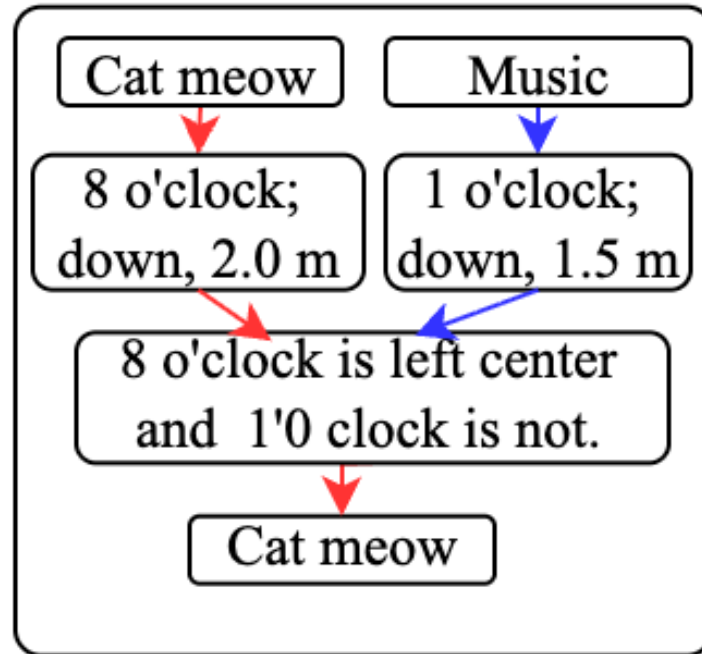 Cat meow
Music
8 o'clock;
down, 2.0 m
1 o'clock;
down, 1.5 m
8 o'clock is left center
and 1'0 clock is not.
Cat meow